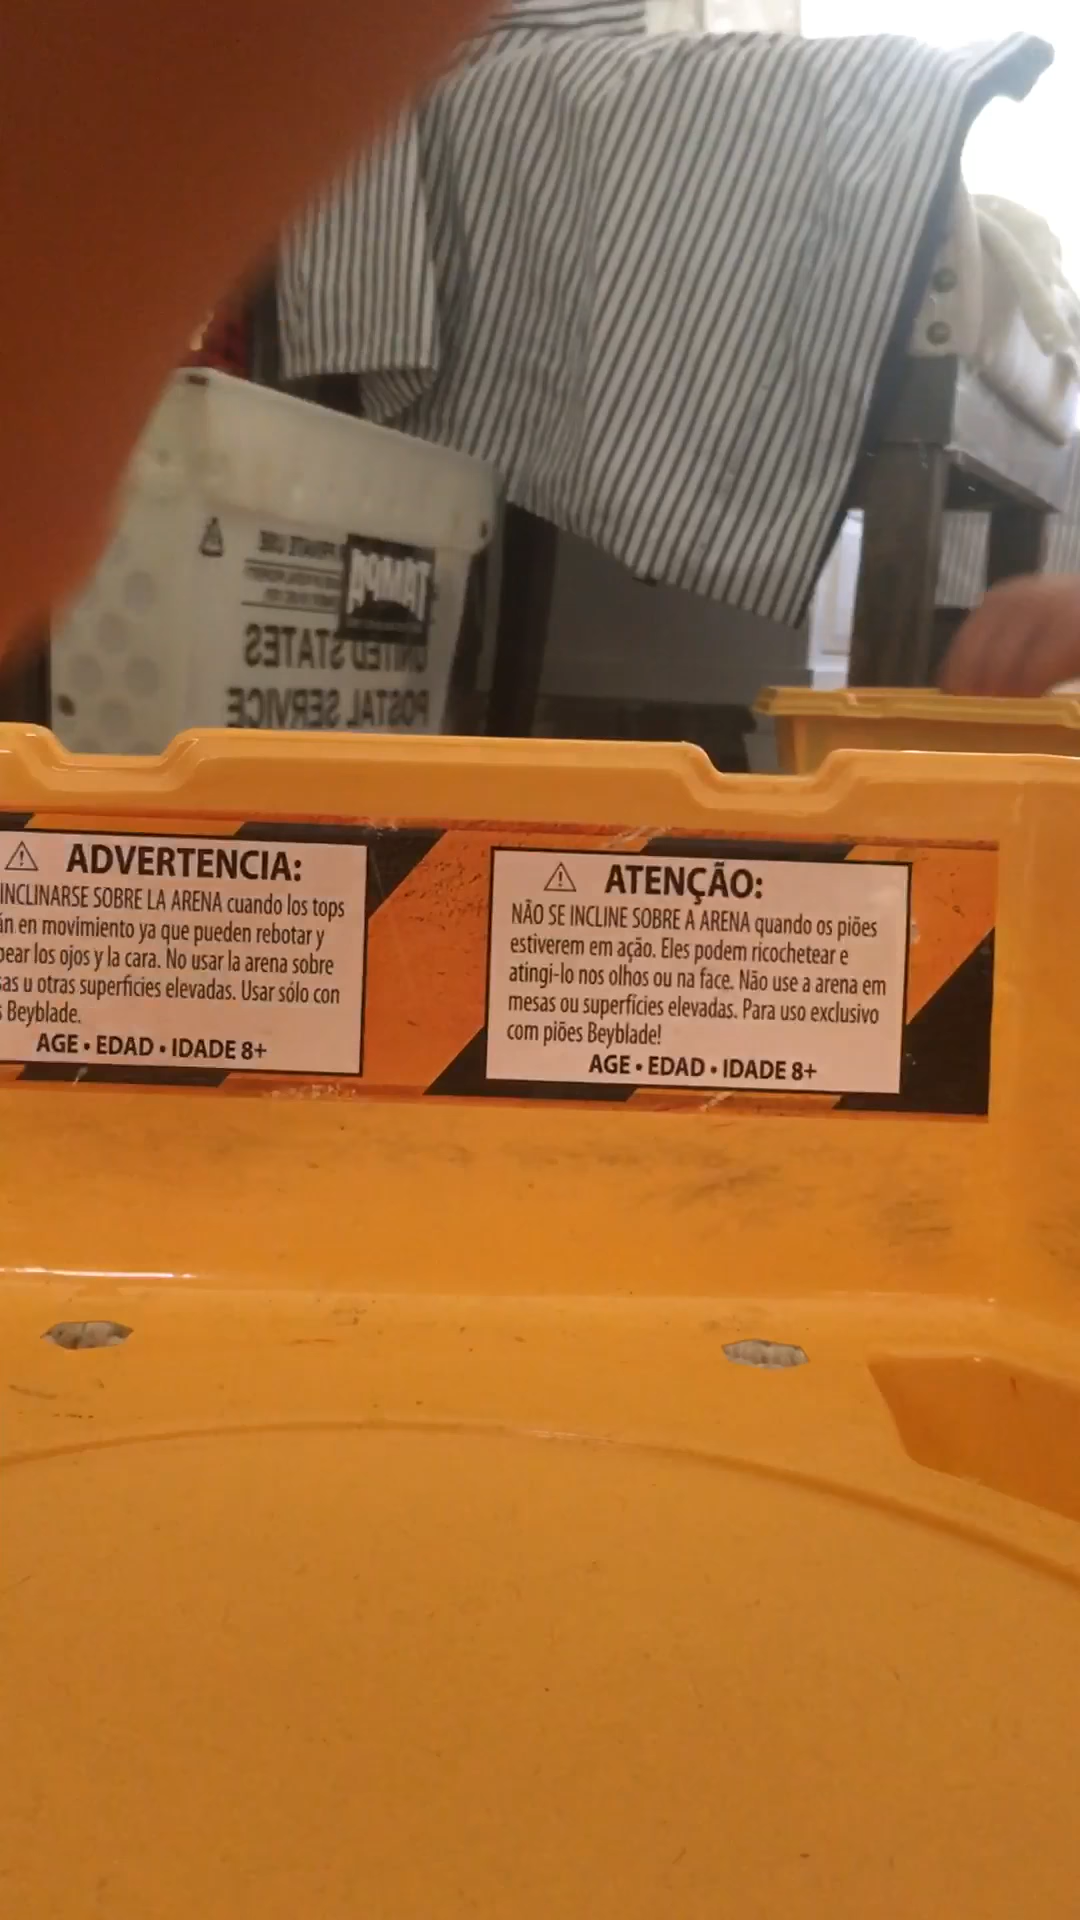 TAMPA
UNITED STATES
POSTAL SERVICE
ADVERTENCIA:
INCLINARSE SOBRE LA ARENA cuando los tops
en movimiento ya que pueden rebotar y
los ojos y la cara. No usar la arena sobre
u otras superficies elevadas. Usar sólo con
Beyblade.
AGE • EDAD • IDADE 8+
ATENÇÃO:
NÃO SE INCLINE SOBRE A ARENA quando os piões
estiverem em ação. Eles podem ricochetear e
atingi-lo nos olhos ou na face. Não use a arena em
mesas ou superfícies elevadas. Para uso exclusivo
com piões Beyblade!
AGE • EDAD • IDADE 8+